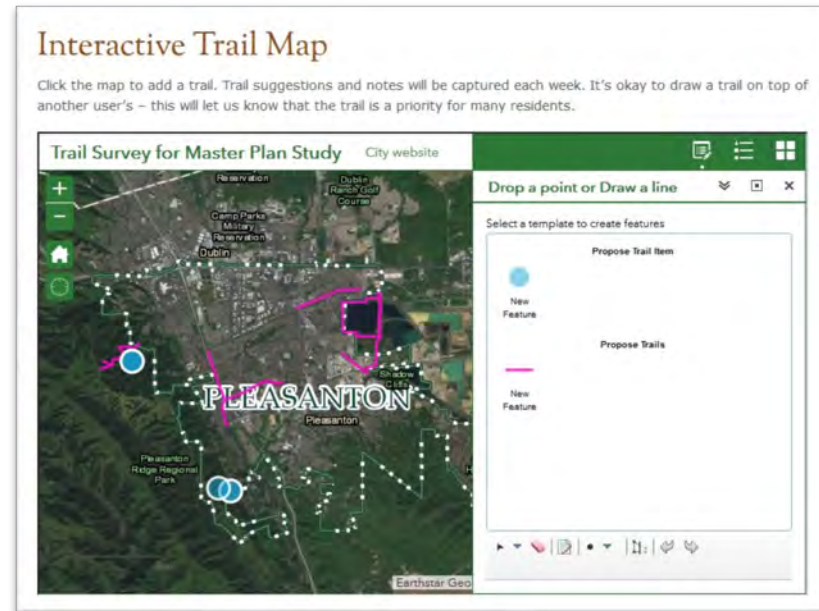 Interactive Trail Map
Click the map to add a trail. Trail suggestions and notes will be captured each week. It's okay to draw a trail on top of
another user's – this will let us know that the trail is a priority for many residents.
Trail Survey for Master Plan Study City website
Drop a point or Draw a line
Select a template to create features
Propose Trail Item
New
Feature
Propose Trails
New
Feature
Reservation
Dublin
Ranch Golf
Course
Camp Parks
Military
Reservation
Dublin
Shadow
Cliffs
PLEASANTON
Pleasanton
Pleasanton
Ridge Regional
Park
H
Earthstar Geo